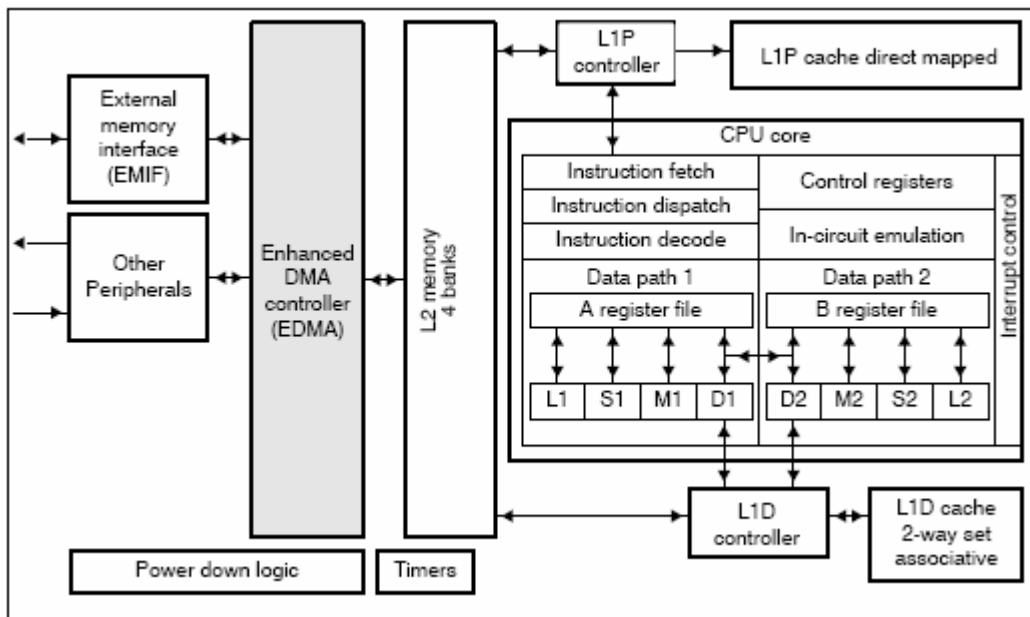 L1P
controller
L1P cache direct mapped
External
memory
interface
(EMIF)
Other
Peripherals
Enhanced
DMA
controller
(EDMA)
L2 memory
4 banks
CPU core
Instruction fetch
Instruction dispatch
Instruction decode
Control registers
In-circuit emulation
Interrupt control
Data path 1
A register file
L1 S1 M1 D1
Data path 2
B register file
D2 M2 S2 L2
L1D
controller
L1D cache
2-way set
associative
Power down logic
Timers